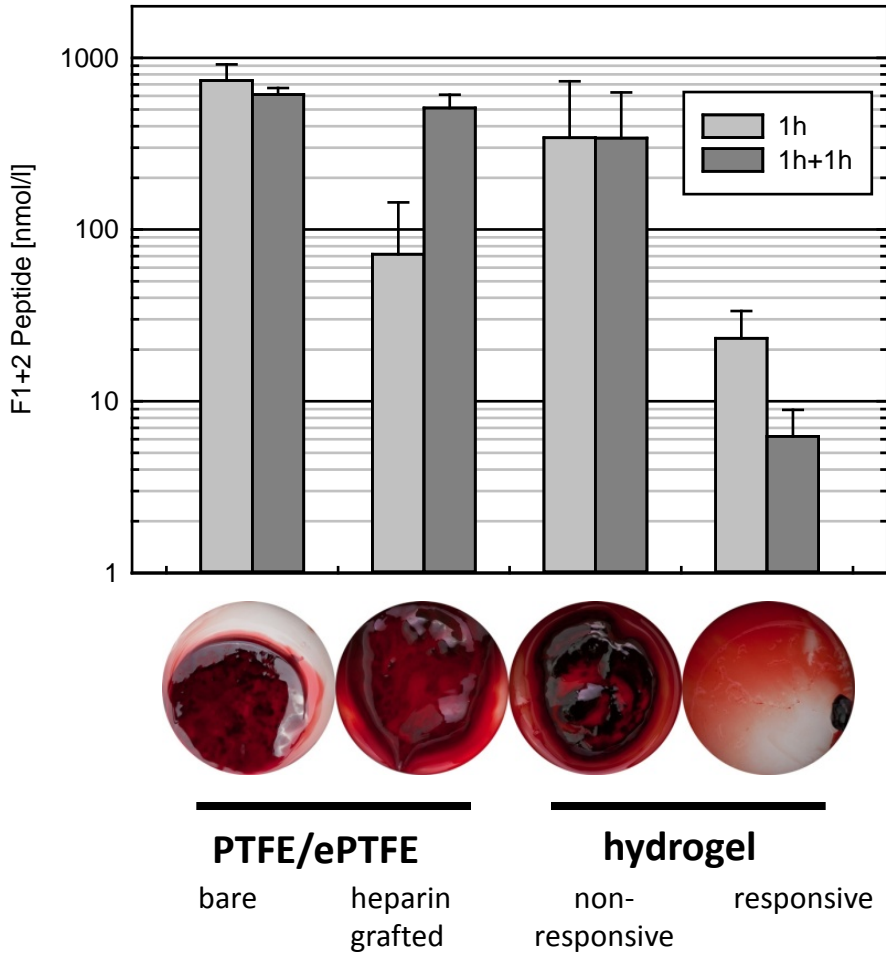 F1+2 Peptide [nmol/l]
1000
100
10
1
1h
1h+1h
PTFE/ePTFE
hydrogel
bare
heparin
grafted
non-
responsive
responsive